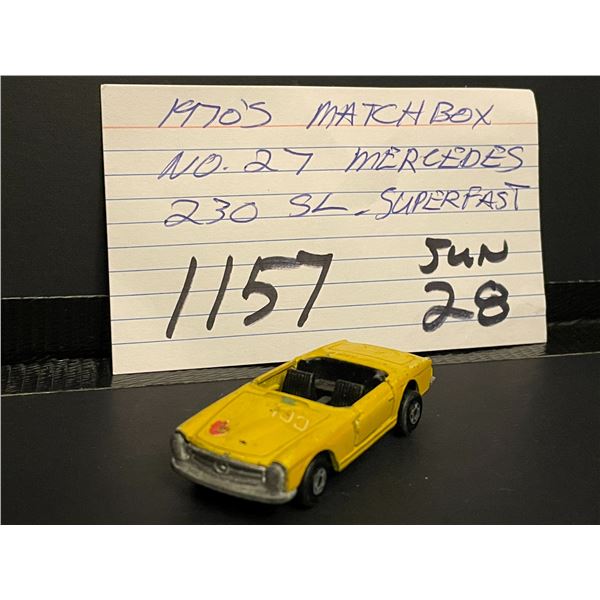 1970'S MATCHBOX
NO. 27 MERCEDES
230 SL - SUPERFAST
1157 JUN
28